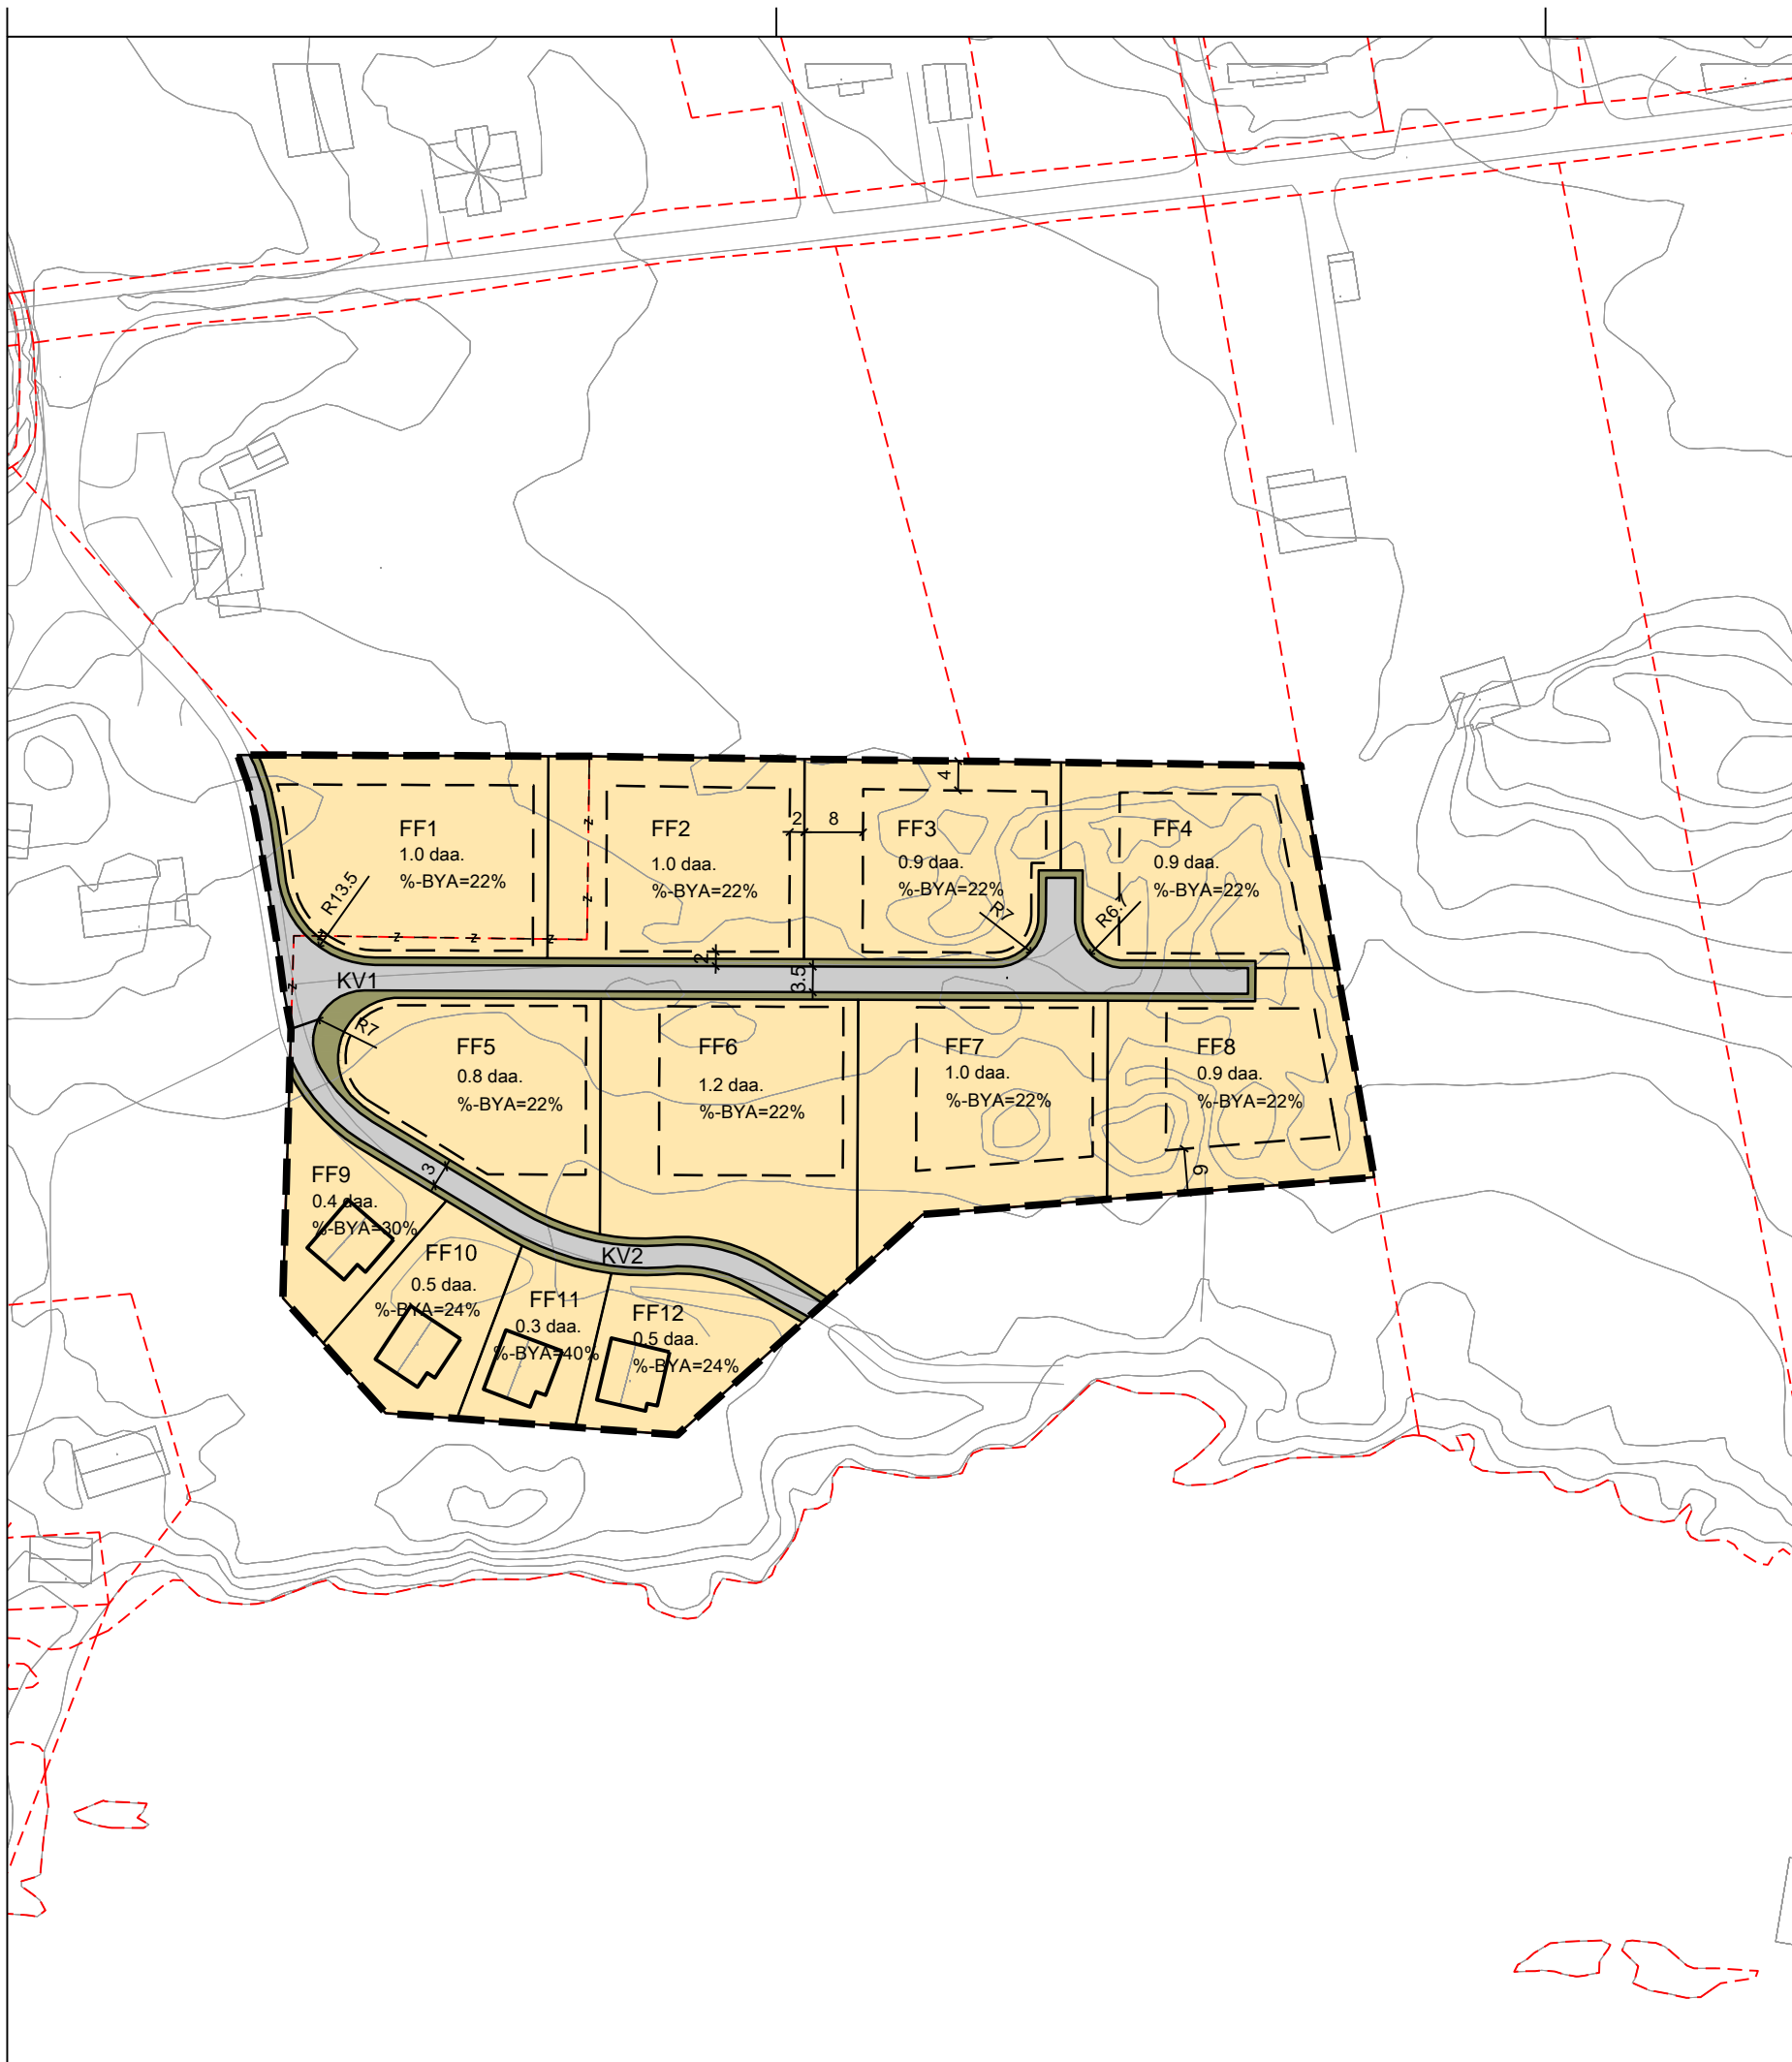 FF1
1.0 daa.
%-BYA=22%
R13.5
FF2
1.0 daa.
%-BYA=22%
2
8
4
FF3
0.9 daa.
%-BYA=22%
R7
FF4
0.9 daa.
%-BYA=22%
R6.7
z
z
z
z
z
z
z
2
3.5
KV1
R7
FF5
0.8 daa.
%-BYA=22%
FF6
1.2 daa.
%-BYA=22%
FF7
1.0 daa.
%-BYA=22%
FF8
0.9 daa.
%-BYA=22%
6
3
FF9
0.4 daa.
%-BYA=30%
FF10
0.5 daa.
%-BYA=24%
KV2
FF11
0.3 daa.
%-BYA=40%
FF12
0.5 daa.
%-BYA=24%